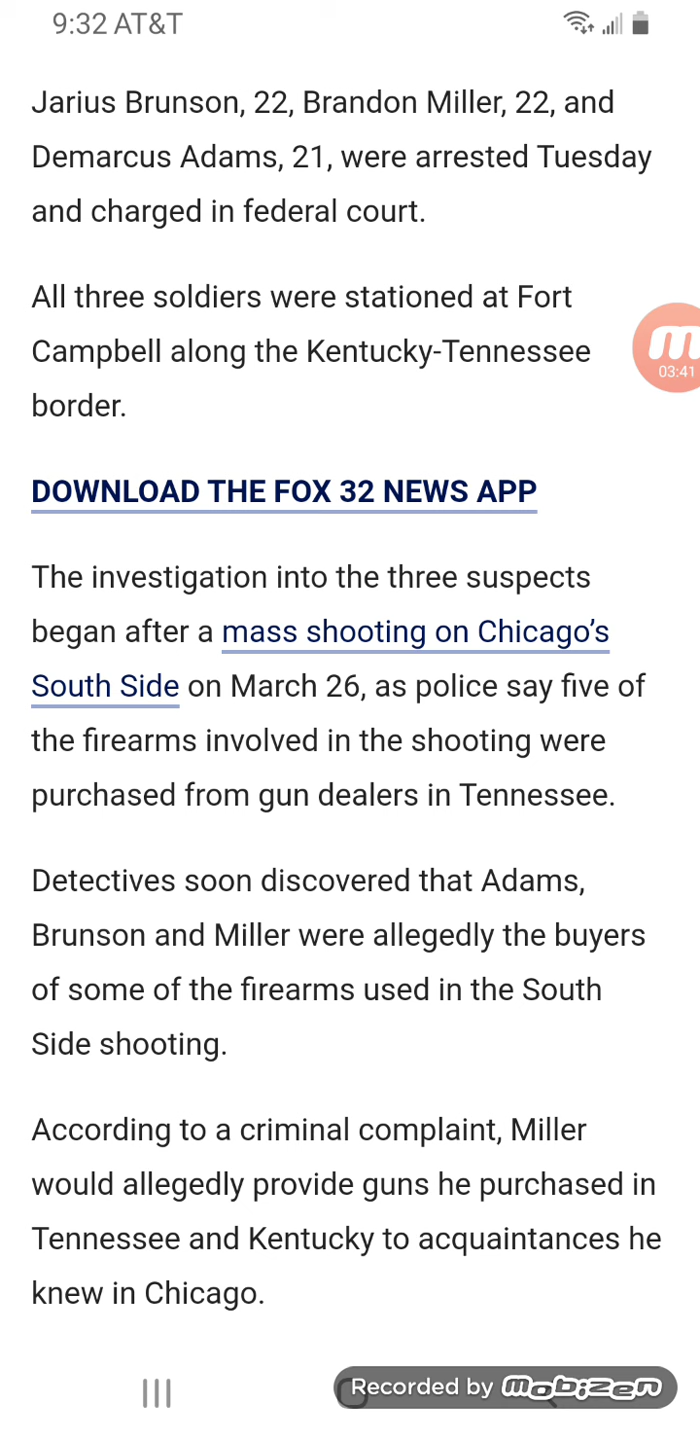 9:32 AT&T
Jarius Brunson, 22, Brandon Miller, 22, and
Demarcus Adams, 21, were arrested Tuesday
and charged in federal court.
All three soldiers were stationed at Fort
Campbell along the Kentucky-Tennessee
border.
m
03:41
DOWNLOAD THE FOX 32 NEWS APP
The investigation into the three suspects
began after a mass shooting on Chicago’s
South Side on March 26, as police say five of
the firearms involved in the shooting were
purchased from gun dealers in Tennessee.
Detectives soon discovered that Adams,
Brunson and Miller were allegedly the buyers
of some of the firearms used in the South
Side shooting.
According to a criminal complaint, Miller
would allegedly provide guns he purchased in
Tennessee and Kentucky to acquaintances he
knew in Chicago.
Recorded by mobizen